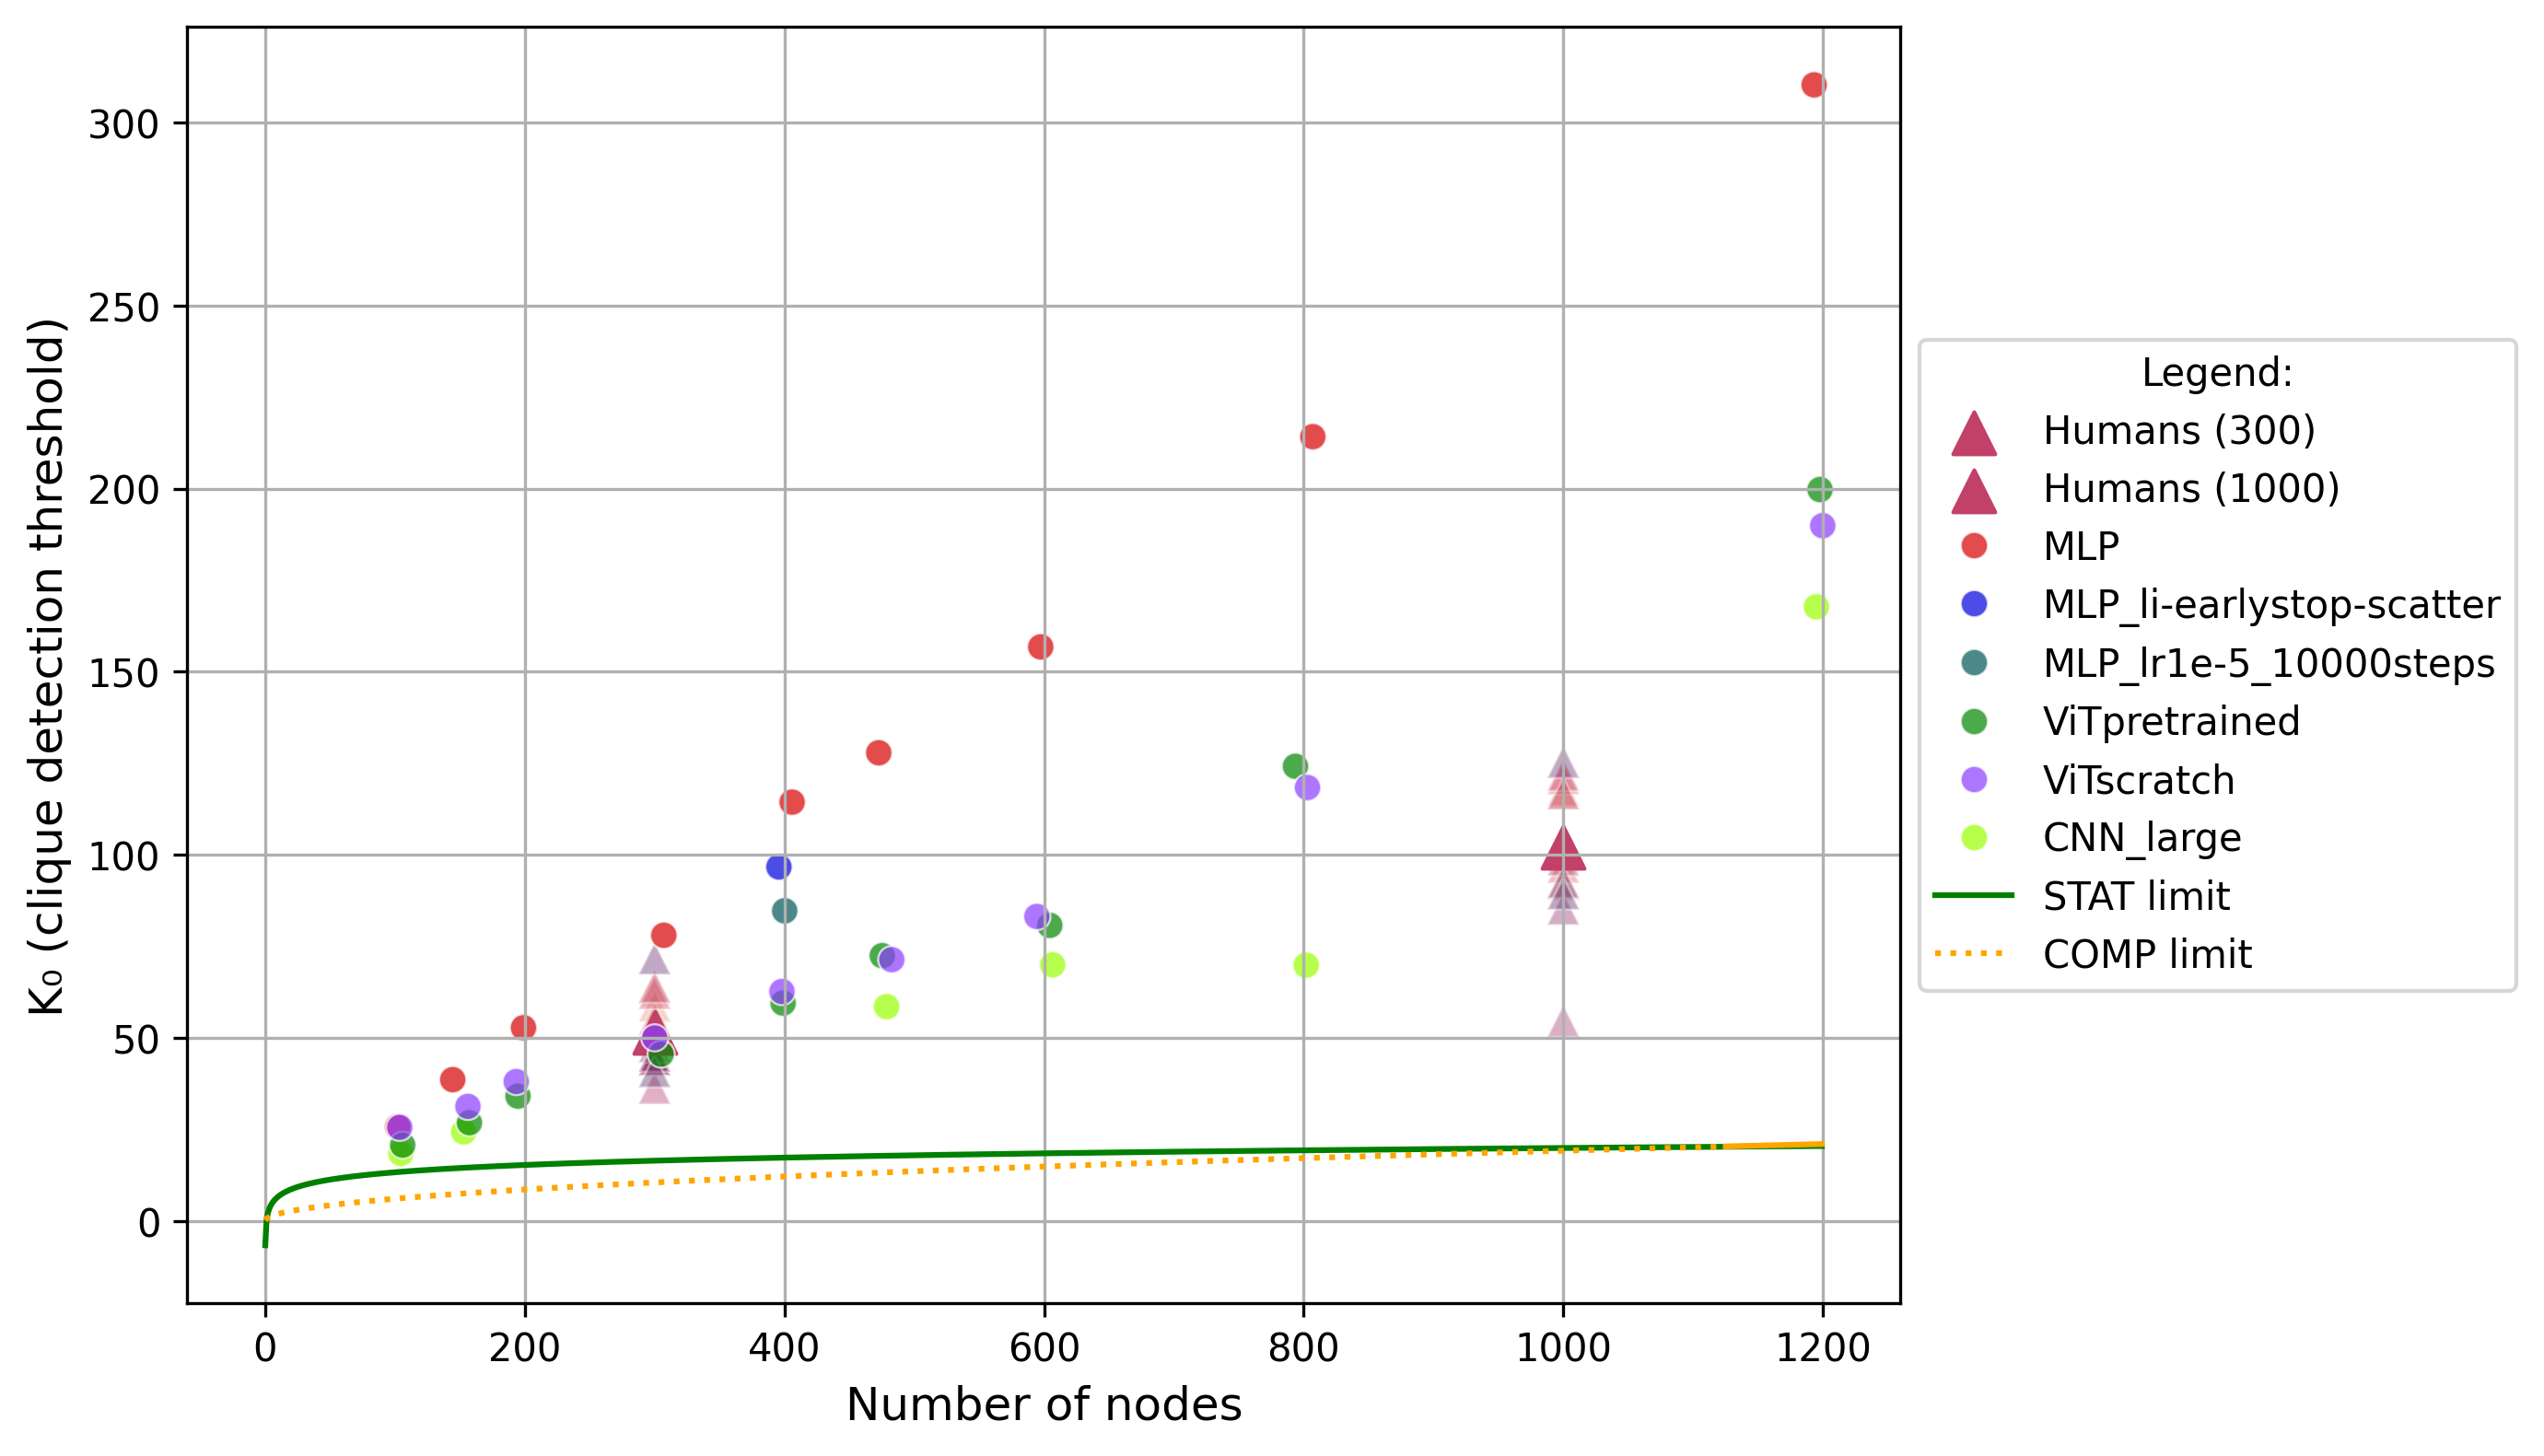 K₀ (clique detection threshold)
300
250
200
150
100
50
0
0 200 400 600 800 1000 1200
Number of nodes
Legend:
Humans (300)
Humans (1000)
MLP
MLP_li-earlystop-scatter
MLP_lr1e-5_10000steps
ViTpretrained
ViTscratch
CNN_large
STAT limit
COMP limit